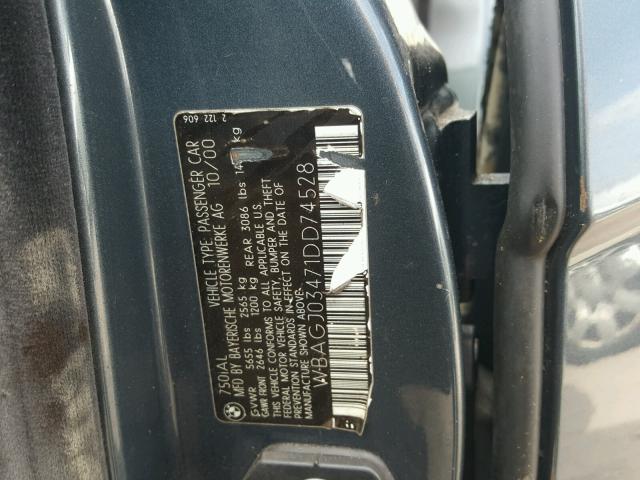 750iAL VEHICLE TYPE: PASSENGER CAR
MFD BY BAYERISCHE MOTORENWERKE AG 10/00
GVWR 5655 lbs 2565 kg
GAWR FRONT 2646 lbs 1200 kg REAR 3086 lbs kg
THIS VEHICLE CONFORMS TO ALL APPLICABLE U.S.
FEDERAL MOTOR VEHICLE SAFETY, BUMPER AND THEFT
PREVENTION STANDARDS IN EFFECT ON THE DATE OF
MANUFACTURE SHOWN ABOVE.
WBAGJ03471DD74528
2 122 606